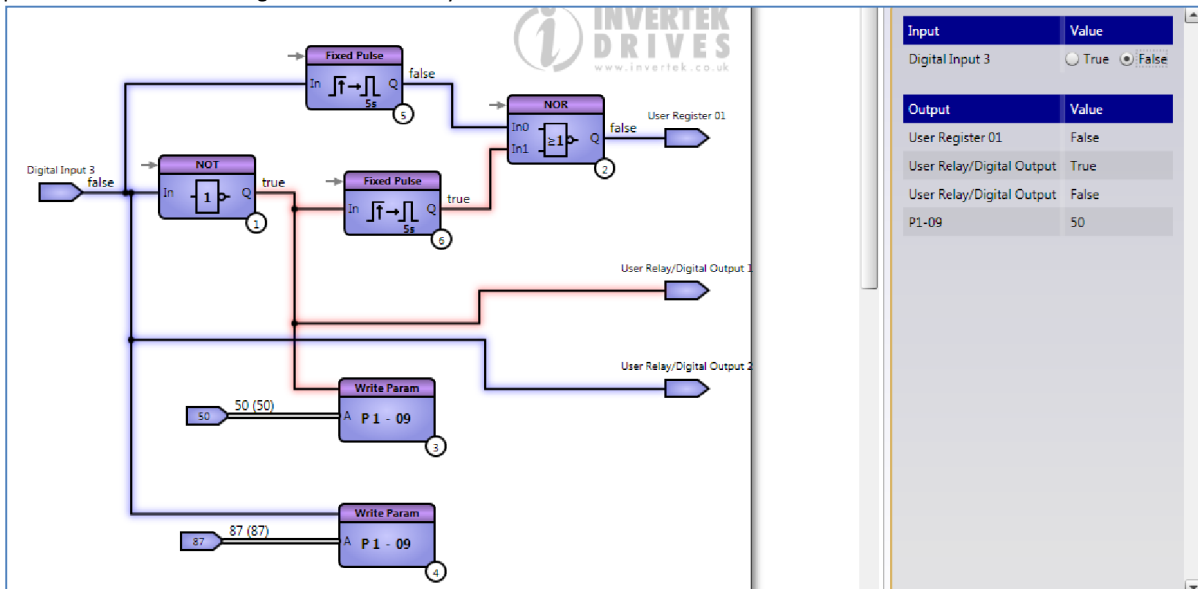 INVERTEK
DRIVES
www.invertek.co.uk
Fixed Pulse
In
Q
5s
5
false
NOR
In0
In1
≥1
Q
2
false
User Register 01
Digital Input 3
false
NOT
In
1
Q
1
true
Fixed Pulse
In
Q
5s
6
true
User Relay/Digital Output 1
User Relay/Digital Output 2
Write Param
50
50 (50)
A
P 1 - 09
3
Write Param
87
87 (87)
A
P 1 - 09
4
Input Value
Digital Input 3 True False
Output Value
User Register 01 False
User Relay/Digital Output True
User Relay/Digital Output False
P1-09 50